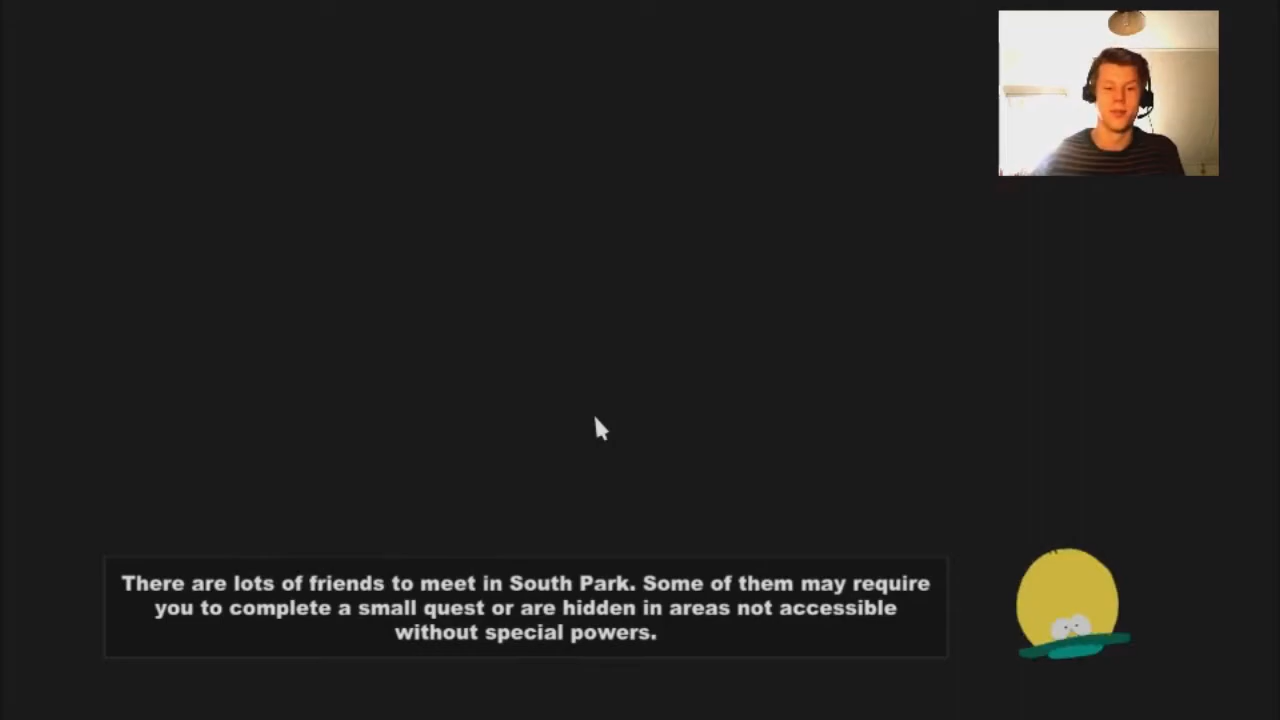 There are lots of friends to meet in South Park. Some of them may require
you to complete a small quest or are hidden in areas not accessible
without special powers.